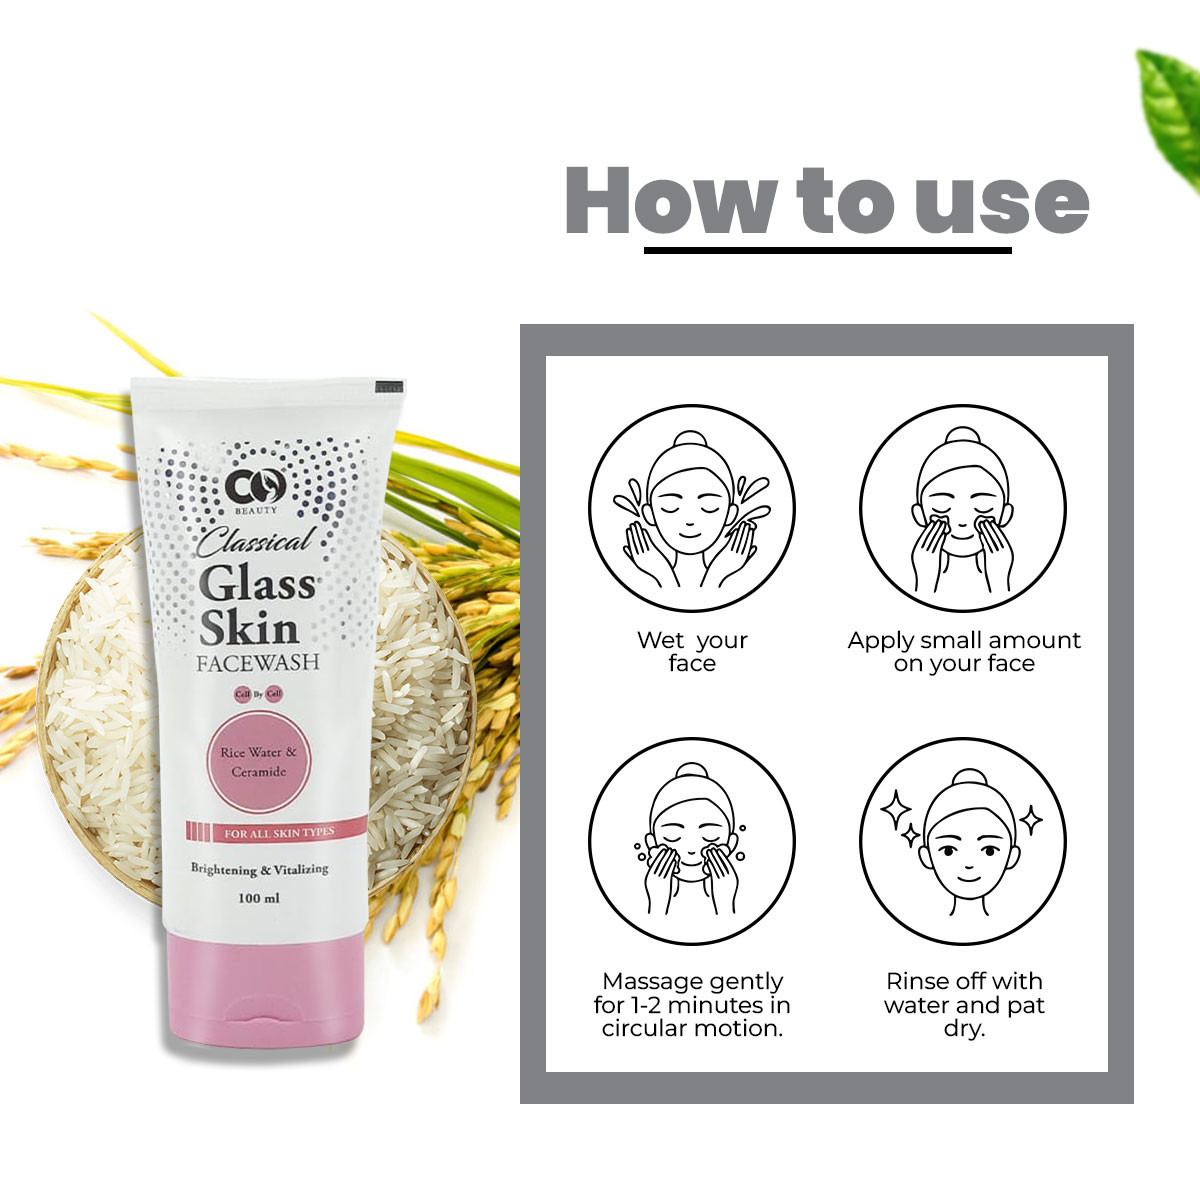 How to use
CO
BEAUTY
Classical
Glass
Skin
FACEWASH
Cell By Cell
Rice Water &
Ceramide
FOR ALL SKIN TYPES
Brightening & Vitalizing
100 ml
Wet your
face
Apply small amount
on your face
Massage gently
for 1-2 minutes in
circular motion.
Rinse off with
water and pat
dry.